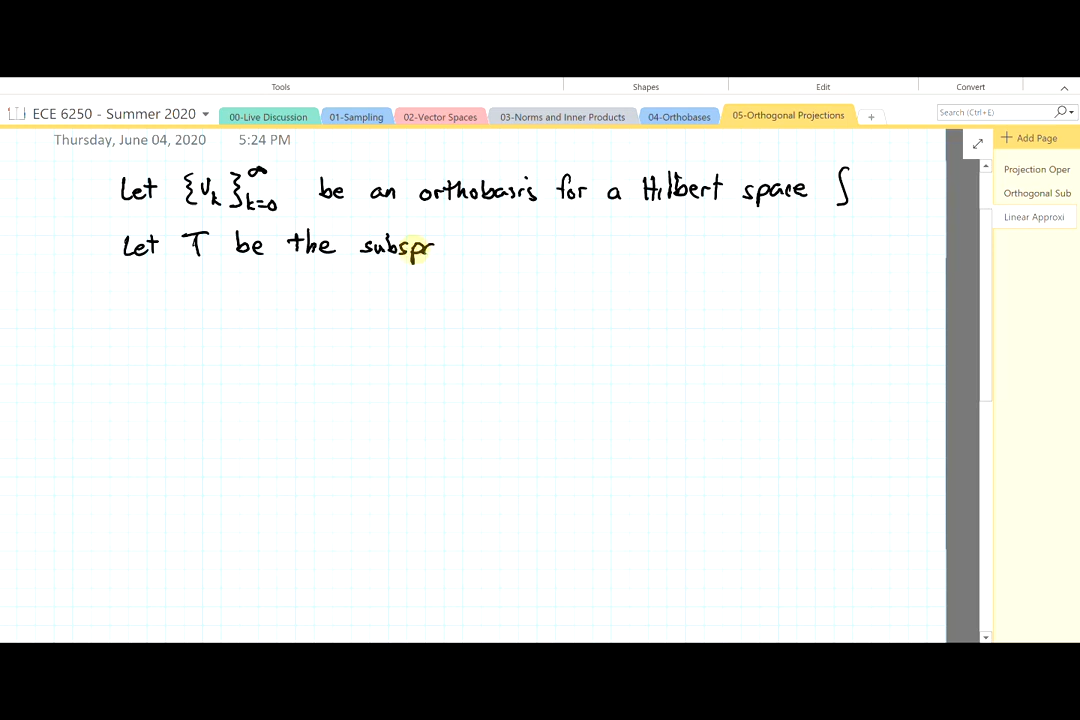 Tools Shapes Edit Convert
ECE 6250 - Summer 2020 00-Live Discussion 01-Sampling 02-Vector Spaces 03-Norms and Inner Products 04-Orthobases 05-Orthogonal Projections + Search (Ctrl+E)
Thursday, June 04, 2020 5:24 PM
+ Add Page
Projection Oper
Orthogonal Sub
Linear Approxi
Let {v_k}_{k=0}^∞ be an orthobasis for a Hilbert space S
Let T be the subspa